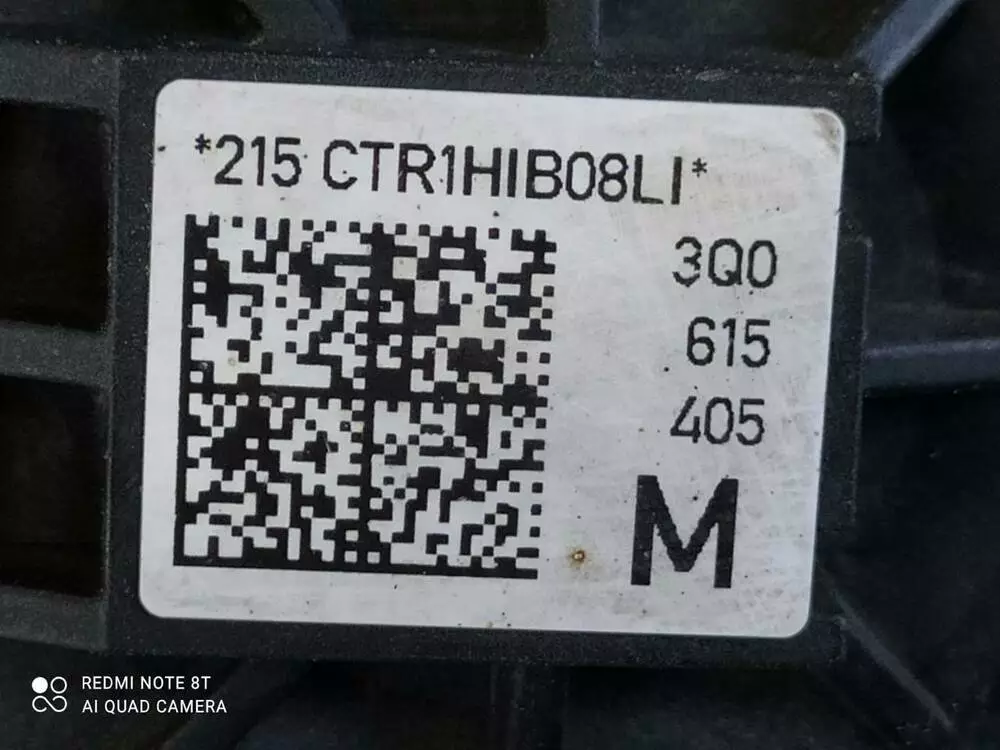 *215 CTR1HIB08LI*
3Q0
615
405
M
REDMI NOTE 8T
AI QUAD CAMERA